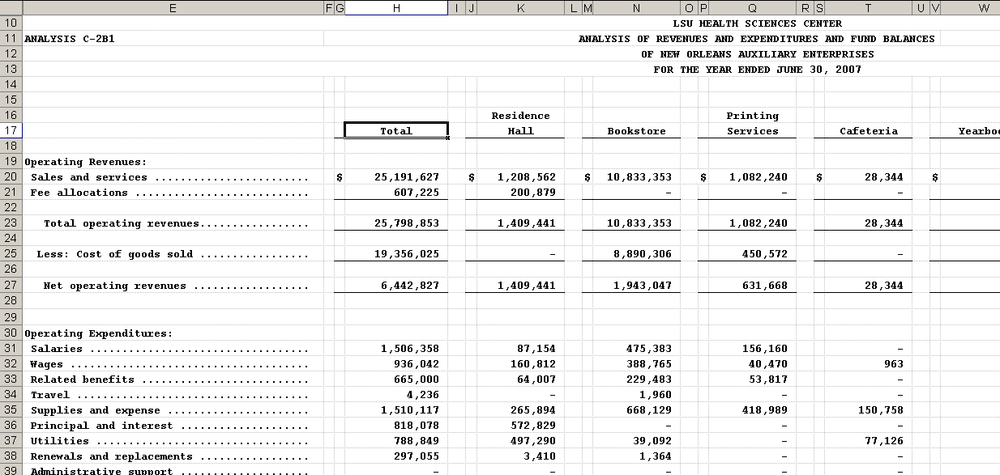 E F G H I J K L M N O P Q R S T U V W
10 LSU HEALTH SCIENCES CENTER
11 ANALYSIS C-2B1 ANALYSIS OF REVENUES AND EXPENDITURES AND FUND BALANCES
12 OF NEW ORLEANS AUXILIARY ENTERPRISES
13 FOR THE YEAR ENDED JUNE 30, 2007
14
15
16 Residence Printing
17 Total Hall Bookstore Services Cafeteria Yearboo
18
19 Operating Revenues:
20 Sales and services ........................ $ 25,191,627 $ 1,208,562 $ 10,833,353 $ 1,082,240 $ 28,344 $
21 Fee allocations ........................... 607,225 200,879 - - -
22
23 Total operating revenues................. 25,798,853 1,409,441 10,833,353 1,082,240 28,344
24
25 Less: Cost of goods sold ................. 19,356,025 - 8,890,306 450,572 -
26
27 Net operating revenues .................. 6,442,827 1,409,441 1,943,047 631,668 28,344
28
29
30 Operating Expenditures:
31 Salaries .................................. 1,506,358 87,154 475,383 156,160 -
32 Wages ..................................... 936,042 160,812 388,765 40,470 963
33 Related benefits .......................... 665,000 64,007 229,483 53,817 -
34 Travel .................................... 4,236 - 1,960 - -
35 Supplies and expense ...................... 1,510,117 265,894 668,129 418,989 150,758
36 Principal and interest .................... 818,078 572,829 - - -
37 Utilities ................................. 788,849 497,290 39,092 - 77,126
38 Renewals and replacements .................. 297,055 3,410 1,364 - -
39 Administrative support ..................... - - - - -